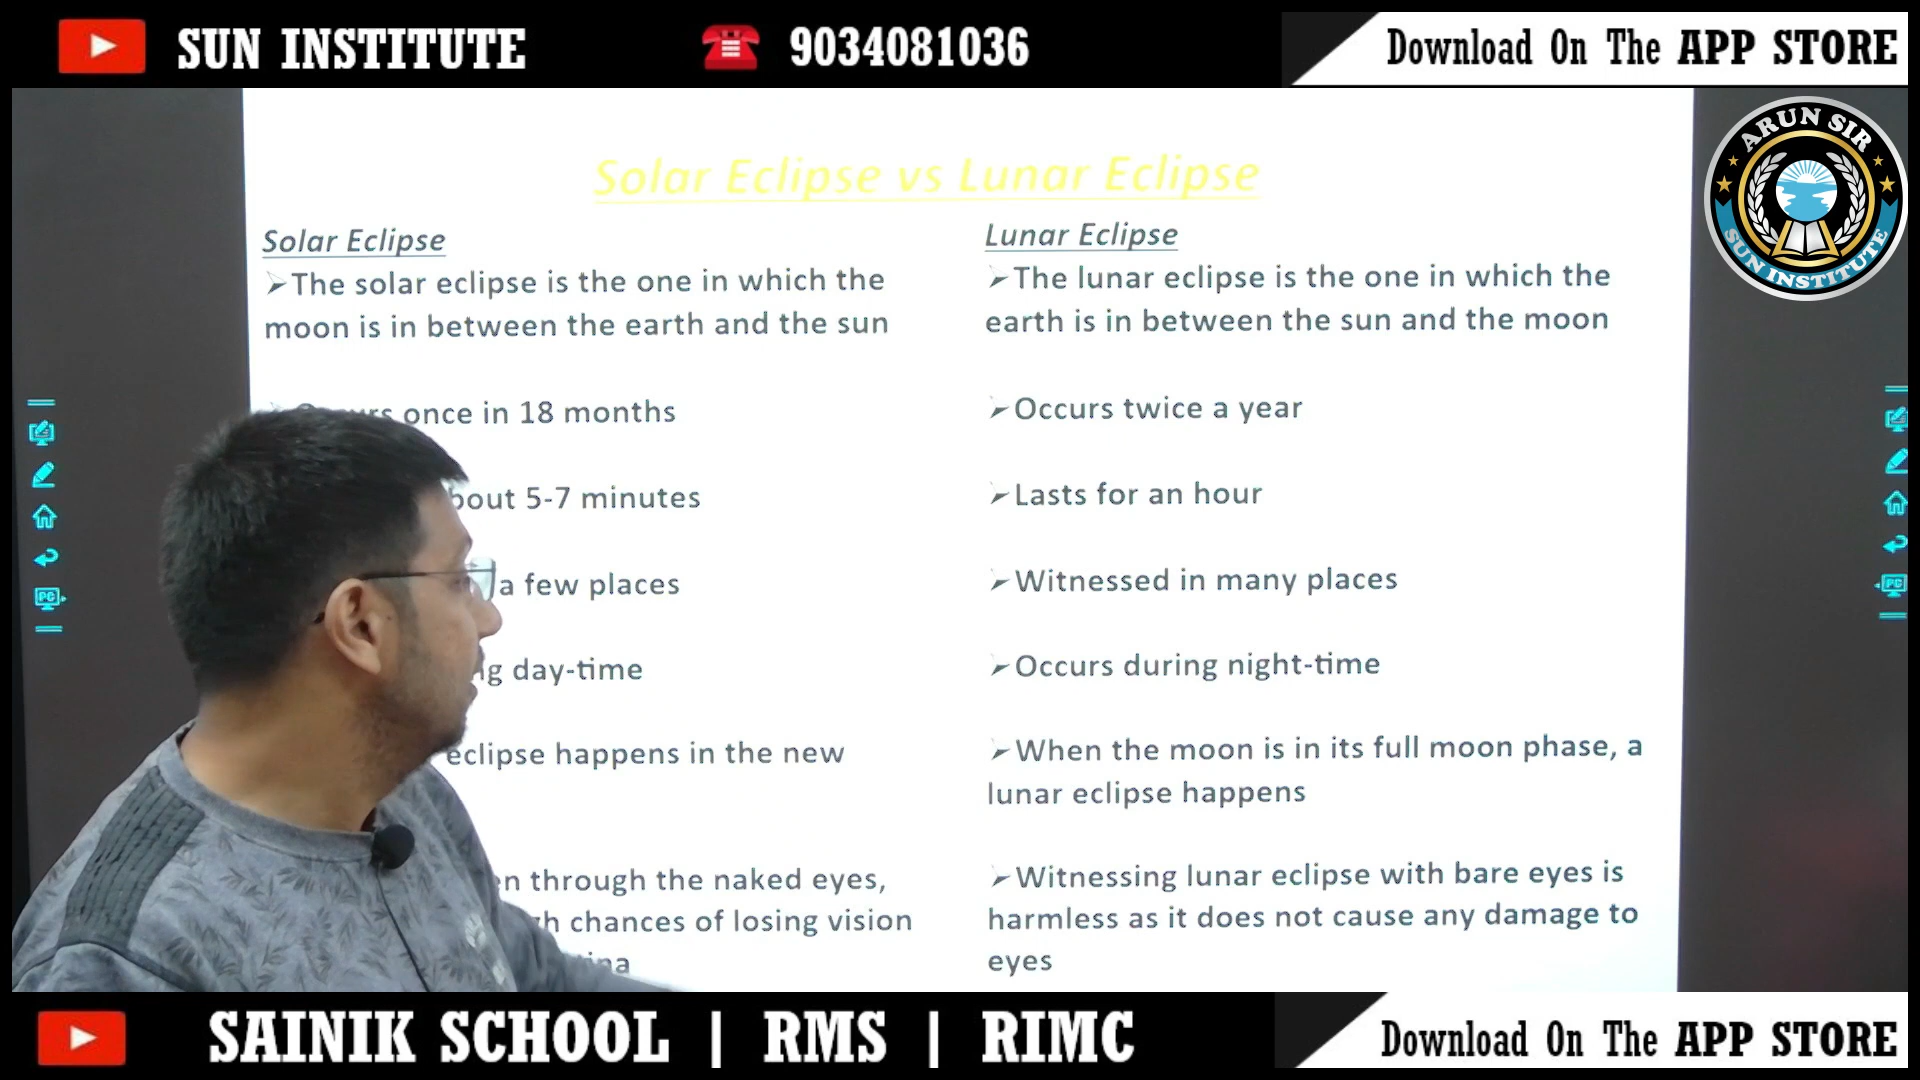 SUN INSTITUTE
9034081036
Download On The APP STORE
ARUN SIR
SUN INSTITUTE
Solar Eclipse vs Lunar Eclipse
Solar Eclipse
➢The solar eclipse is the one in which the
moon is in between the earth and the sun
once in 18 months
5-7 minutes
a few places
day-time
eclipse happens in the new
through the naked eyes,
chances of losing vision
Lunar Eclipse
➢The lunar eclipse is the one in which the
earth is in between the sun and the moon
➢Occurs twice a year
➢Lasts for an hour
➢Witnessed in many places
➢Occurs during night-time
➢When the moon is in its full moon phase, a
lunar eclipse happens
➢Witnessing lunar eclipse with bare eyes is
harmless as it does not cause any damage to
eyes
PC
PC
SAINIK SCHOOL | RMS | RIMC
Download On The APP STORE